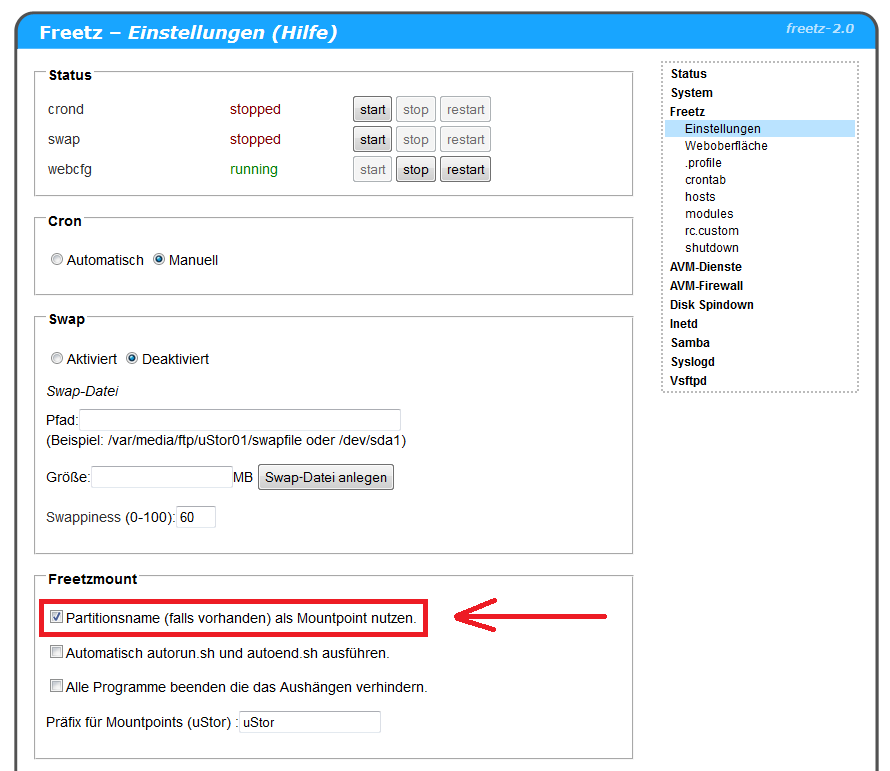 Freetz – Einstellungen (Hilfe)
freetz-2.0
Status
crond stopped start stop restart
swap stopped start stop restart
webcfg running start stop restart
Cron
Automatisch Manuell
Swap
Aktiviert Deaktiviert
Swap-Datei
Pfad:
(Beispiel: /var/media/ftp/uStor01/swapfile oder /dev/sda1)
Größe: MB Swap-Datei anlegen
Swappiness (0-100): 60
Freetzmount
Partitionsname (falls vorhanden) als Mountpoint nutzen.
Automatisch autorun.sh und autoend.sh ausführen.
Alle Programme beenden die das Aushängen verhindern.
Präfix für Mountpoints (uStor) : uStor
Status
System
Freetz
Einstellungen
Weboberfläche
.profile
crontab
hosts
modules
rc.custom
shutdown
AVM-Dienste
AVM-Firewall
Disk Spindown
Inetd
Samba
Syslogd
Vsftpd